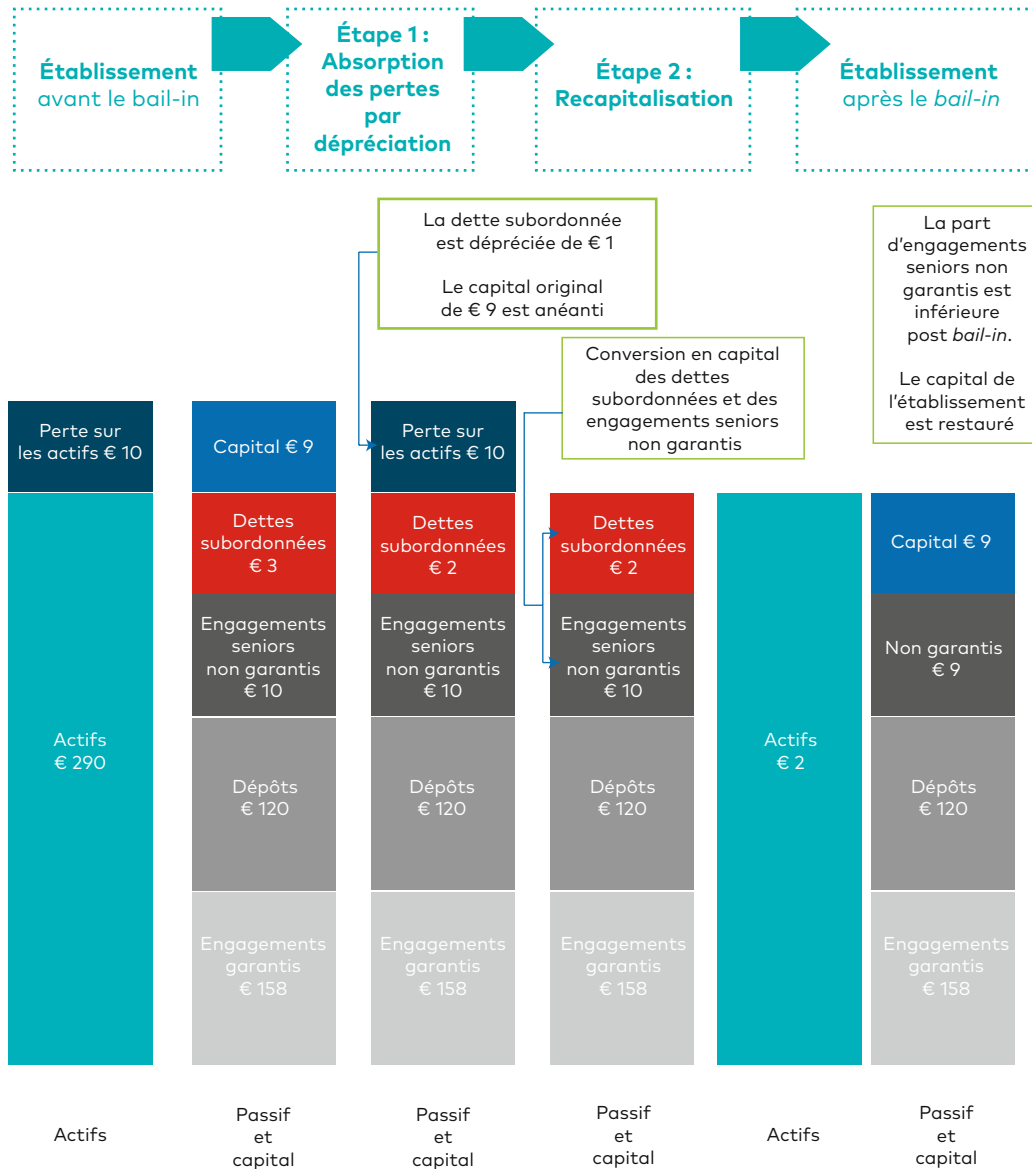 Établissement
avant le bail-in
Étape 1 :
Absorption
des pertes
par
dépréciation
Étape 2 :
Recapitalisation
Établissement
après le bail-in
La dette subordonnée
est dépréciée de € 1
Le capital original
de € 9 est anéanti
Conversion en capital
des dettes
subordonnées et des
engagements seniors
non garantis
La part
d'engagements
seniors non
garantis est
inférieure
post bail-in.
Le capital de
l'établissement
est restauré
Perte sur
les actifs € 10
Actifs
€ 290
Capital € 9
Dettes
subordonnées
€ 3
Engagements
seniors
non garantis
€ 10
Dépôts
€ 120
Engagements
garantis
€ 158
Perte sur
les actifs € 10
Dettes
subordonnées
€ 2
Engagements
seniors
non garantis
€ 10
Dépôts
€ 120
Engagements
garantis
€ 158
Dettes
subordonnées
€ 2
Engagements
seniors
non garantis
€ 10
Dépôts
€ 120
Engagements
garantis
€ 158
Actifs
€ 2
Capital € 9
Non garantis
€ 9
Dépôts
€ 120
Engagements
garantis
€ 158
Actifs
Passif
et
capital
Passif
et
capital
Passif
et
capital
Actifs
Passif
et
capital